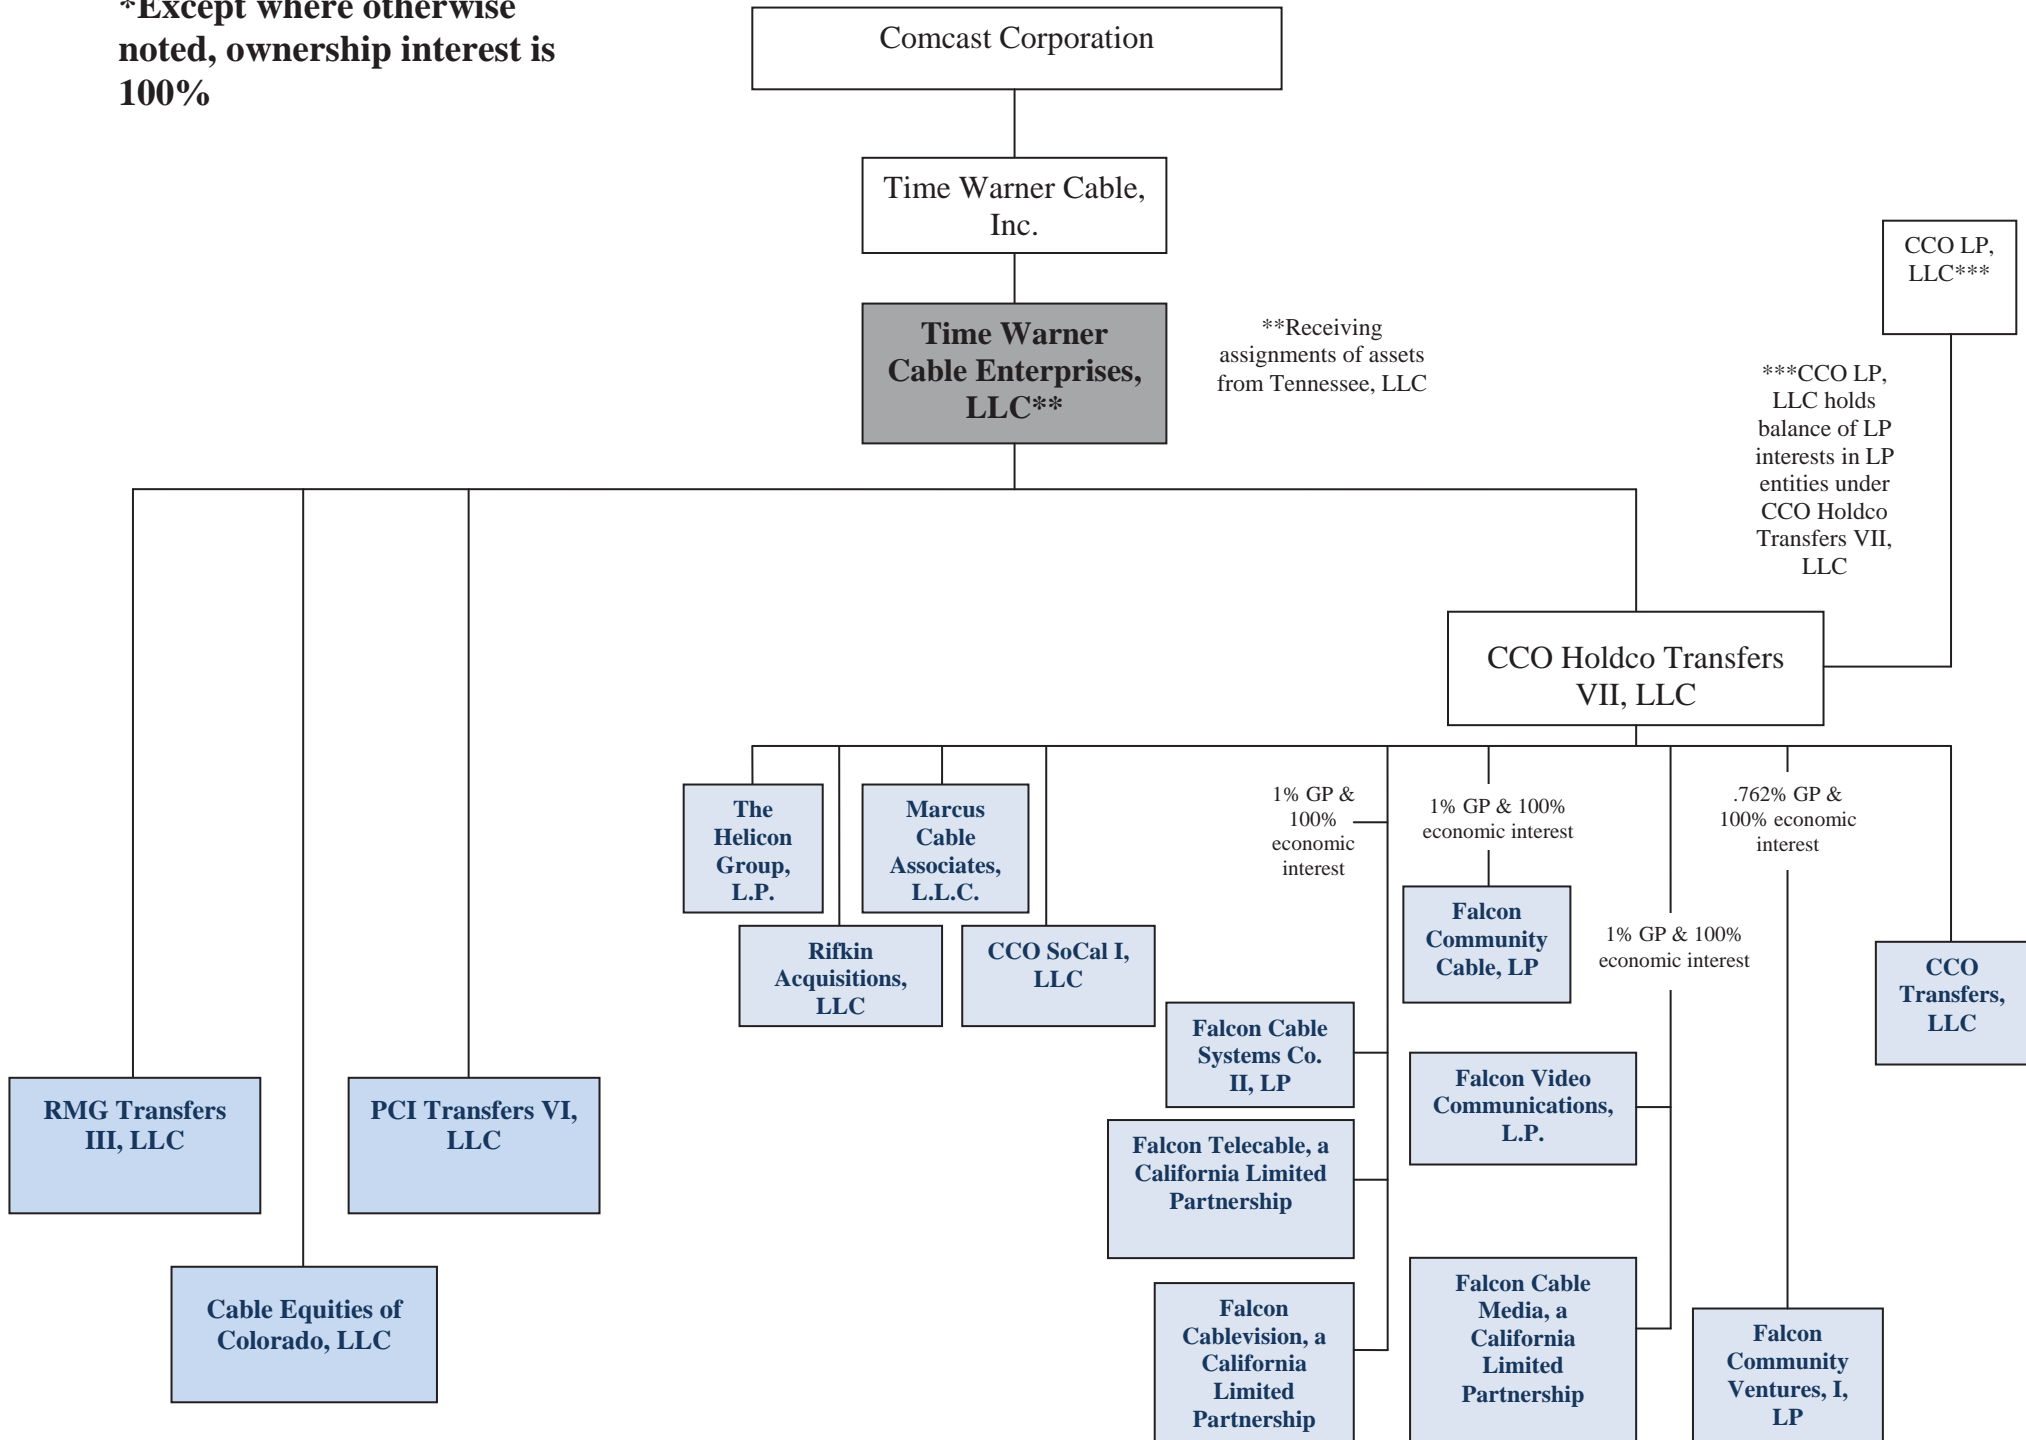 *Except where otherwise
noted, ownership interest is
100%
Comcast Corporation
Time Warner Cable,
Inc.
Time Warner
Cable Enterprises,
LLC**
**Receiving
assignments of assets
from Tennessee, LLC
CCO LP,
LLC***
***CCO LP,
LLC holds
balance of LP
interests in LP
entities under
CCO Holdco
Transfers VII,
LLC
CCO Holdco Transfers
VII, LLC
The
Helicon
Group,
L.P.
Rifkin
Acquisitions,
LLC
Marcus
Cable
Associates,
L.L.C.
CCO SoCal I,
LLC
1% GP &
100%
economic
interest
1% GP & 100%
economic interest
Falcon
Community
Cable, LP
1% GP & 100%
economic interest
.762% GP &
100% economic
interest
CCO
Transfers,
LLC
Falcon Cable
Systems Co.
II, LP
Falcon Telecable, a
California Limited
Partnership
Falcon
Cablevision, a
California
Limited
Partnership
Falcon Video
Communications,
L.P.
Falcon Cable
Media, a
California
Limited
Partnership
Falcon
Community
Ventures, I,
LP
RMG Transfers
III, LLC
PCI Transfers VI,
LLC
Cable Equities of
Colorado, LLC